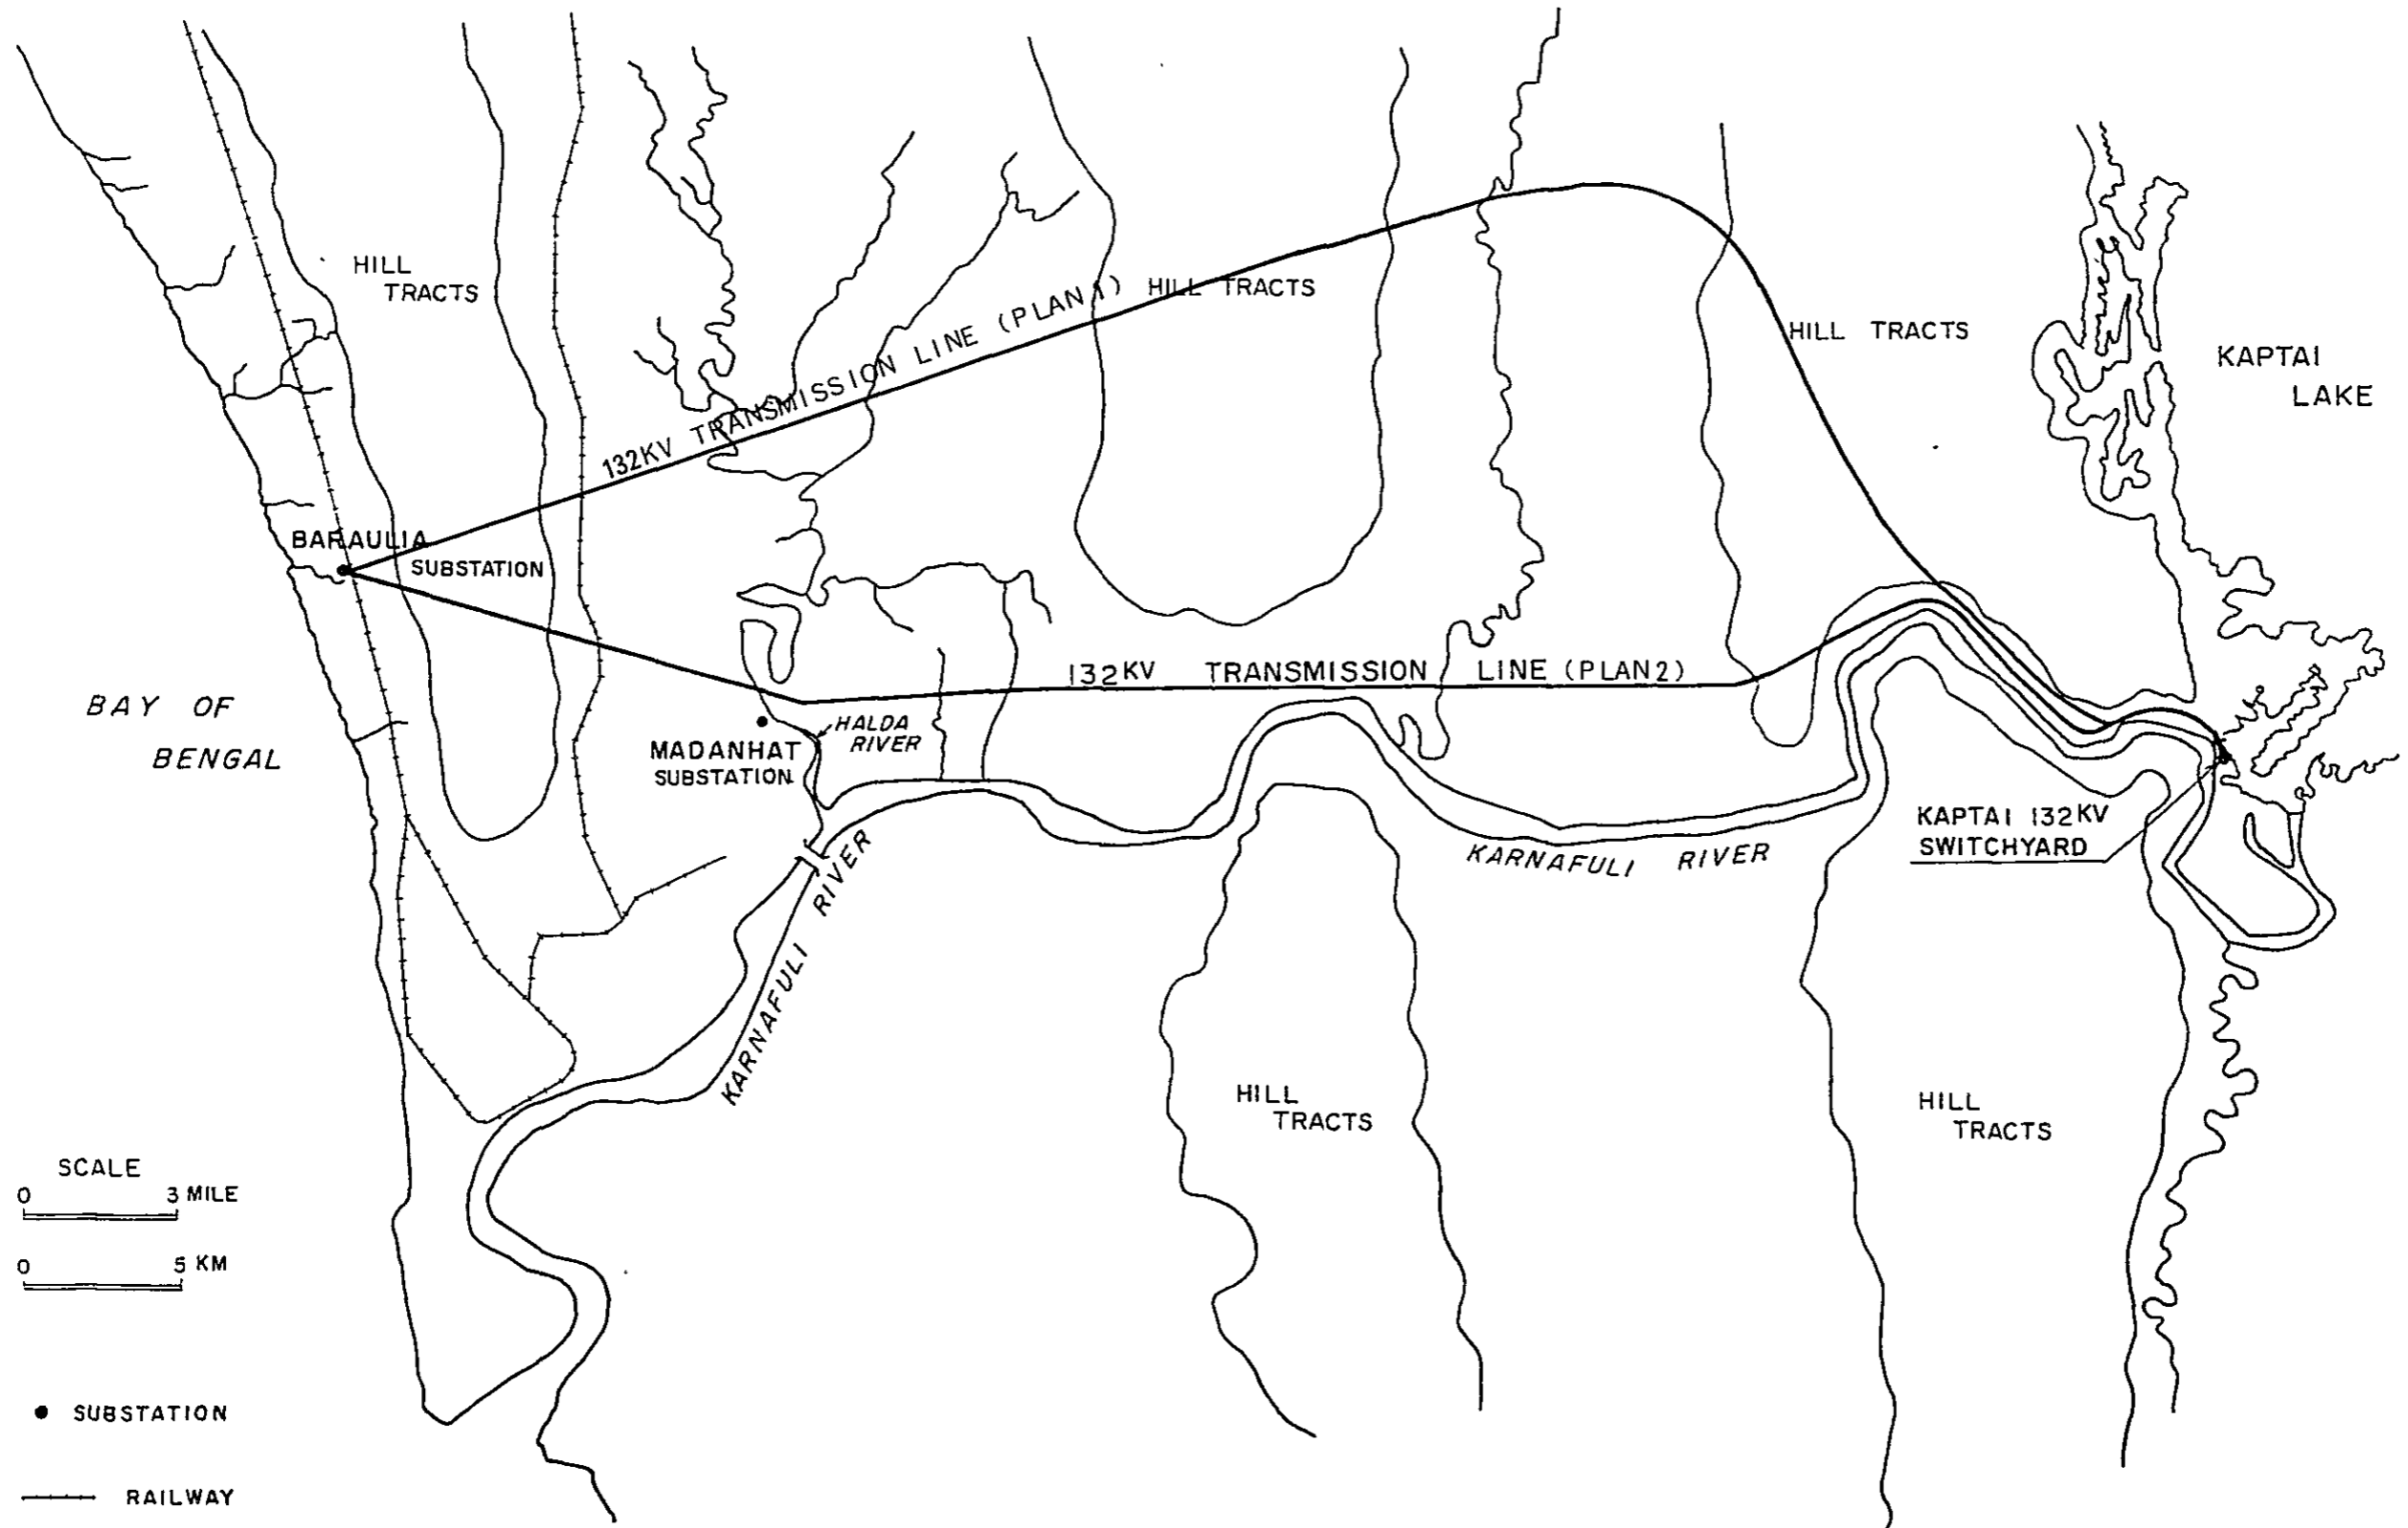 HILL
TRACTS
132KV TRANSMISSION LINE (PLAN 1)
HILL TRACTS
HILL TRACTS
KAPTAI
LAKE
BARAULIA
SUBSTATION
132KV TRANSMISSION LINE (PLAN 2)
BAY OF
BENGAL
HALDA
RIVER
MADANHAT
SUBSTATION
KARNAFULI RIVER
KARNAFULI RIVER
KAPTAI 132KV
SWITCHYARD
HILL
TRACTS
HILL
TRACTS
SCALE
0 3 MILE
0 5 KM
SUBSTATION
RAILWAY